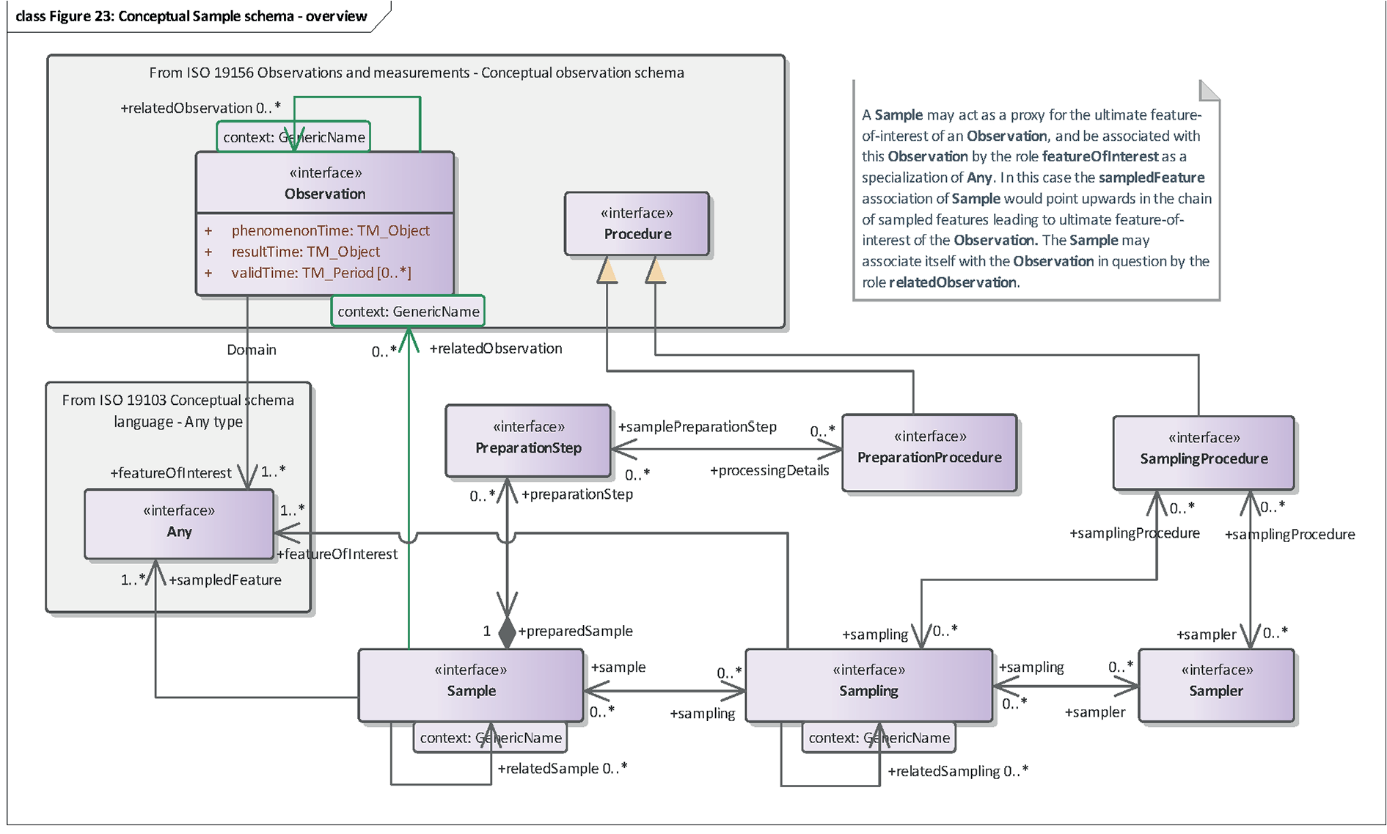 class Figure 23: Conceptual Sample schema - overview
From ISO 19156 Observations and measurements - Conceptual observation schema
+relatedObservation 0..*
context: GenericName
«interface»
Observation
+ phenomenonTime: TM_Object
+ resultTime: TM_Object
+ validTime: TM_Period [0..*]
context: GenericName
«interface»
Procedure
A Sample may act as a proxy for the ultimate feature-
of-interest of an Observation, and be associated with
this Observation by the role featureOfInterest as a
specialization of Any. In this case the sampledFeature
association of Sample would point upwards in the chain
of sampled features leading to ultimate feature-of-
interest of the Observation. The Sample may
associate itself with the Observation in question by the
role relatedObservation.
Domain
0..*
+relatedObservation
From ISO 19103 Conceptual schema
language - Any type
+featureOfInterest
1..*
«interface»
Any
1..*
+featureOfInterest
1..*
+sampledFeature
«interface»
PreparationStep
+samplePreparationStep
0..*
0..*
+processingDetails
«interface»
PreparationProcedure
«interface»
SamplingProcedure
0..*
+preparationStep
0..*
+samplingProcedure
0..*
+samplingProcedure
1
+preparedSample
+sampling
0..*
+sampler
0..*
«interface»
Sample
+sample
0..*
0..*
+sampling
«interface»
Sampling
+sampling
0..*
0..*
+sampler
«interface»
Sampler
context: GenericName
+relatedSample 0..*
context: GenericName
+relatedSampling 0..*